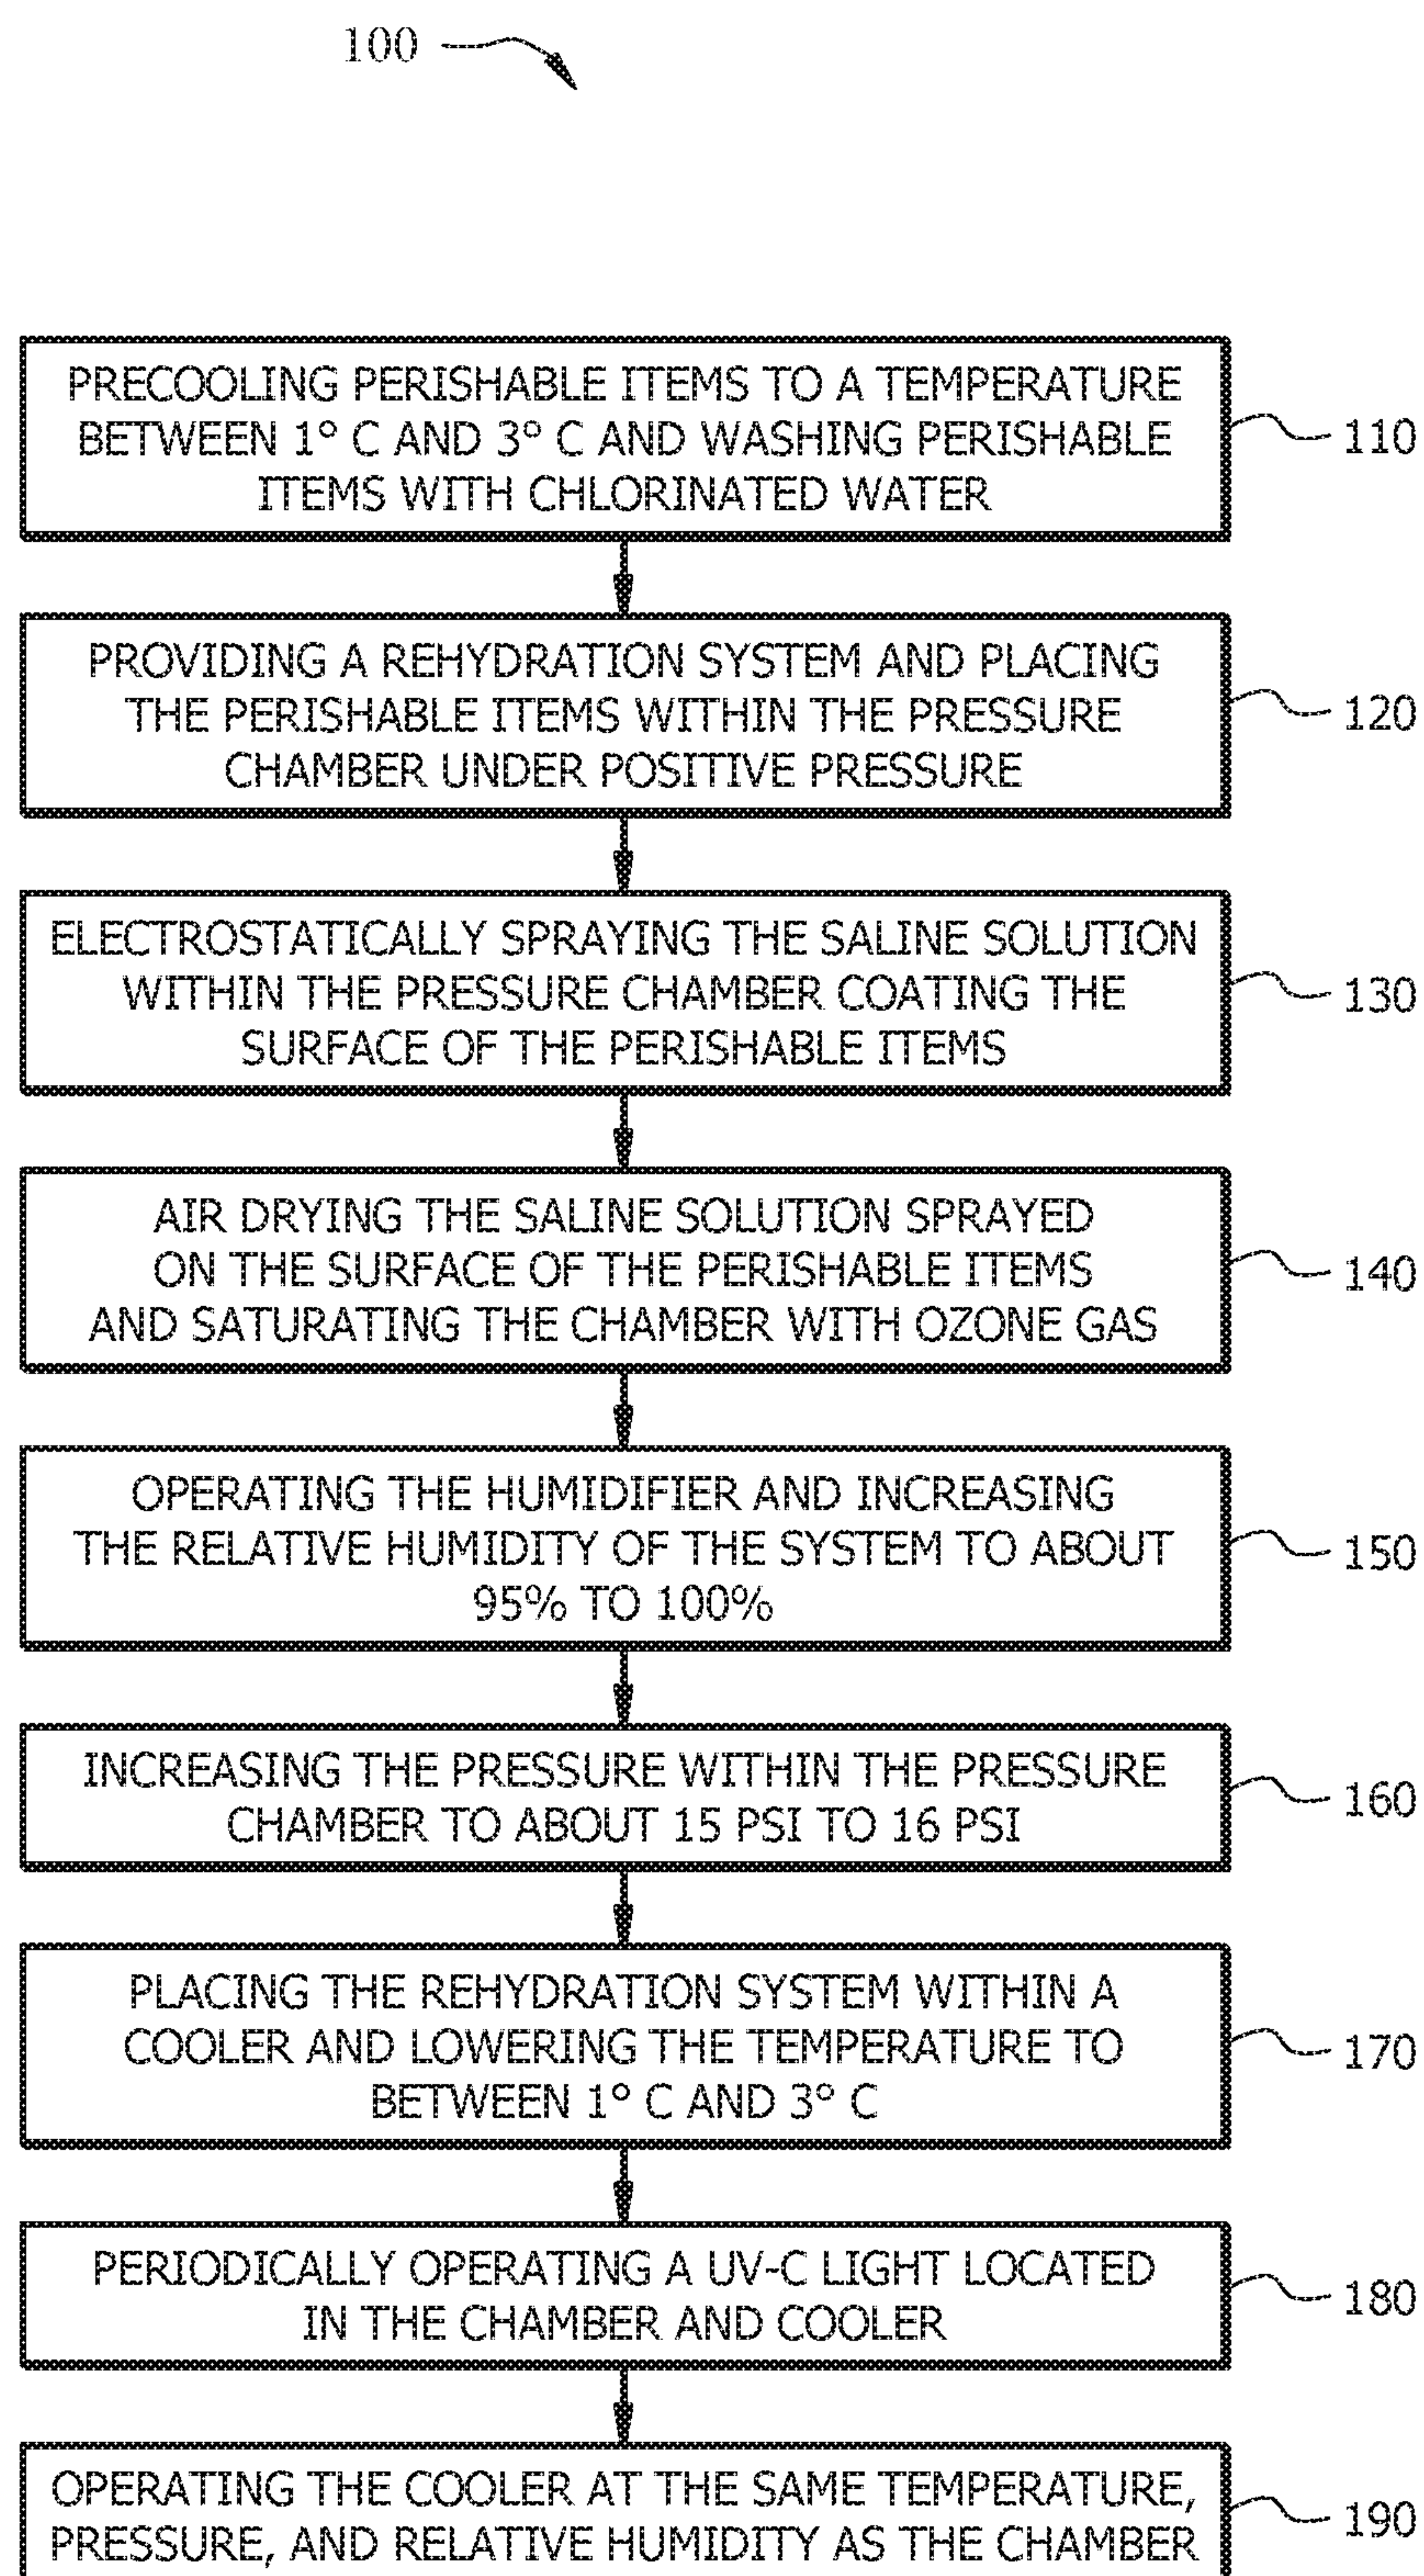 100
PRECOOLING PERISHABLE ITEMS TO A TEMPERATURE
BETWEEN 1° C AND 3° C AND WASHING PERISHABLE
ITEMS WITH CHLORINATED WATER
110
PROVIDING A REHYDRATION SYSTEM AND PLACING
THE PERISHABLE ITEMS WITHIN THE PRESSURE
CHAMBER UNDER POSITIVE PRESSURE
120
ELECTROSTATICALLY SPRAYING THE SALINE SOLUTION
WITHIN THE PRESSURE CHAMBER COATING THE
SURFACE OF THE PERISHABLE ITEMS
130
AIR DRYING THE SALINE SOLUTION SPRAYED
ON THE SURFACE OF THE PERISHABLE ITEMS
AND SATURATING THE CHAMBER WITH OZONE GAS
140
OPERATING THE HUMIDIFIER AND INCREASING
THE RELATIVE HUMIDITY OF THE SYSTEM TO ABOUT
95% TO 100%
150
INCREASING THE PRESSURE WITHIN THE PRESSURE
CHAMBER TO ABOUT 15 PSI TO 16 PSI
160
PLACING THE REHYDRATION SYSTEM WITHIN A
COOLER AND LOWERING THE TEMPERATURE TO
BETWEEN 1° C AND 3° C
170
PERIODICALLY OPERATING A UV-C LIGHT LOCATED
IN THE CHAMBER AND COOLER
180
OPERATING THE COOLER AT THE SAME TEMPERATURE,
PRESSURE, AND RELATIVE HUMIDITY AS THE CHAMBER
190